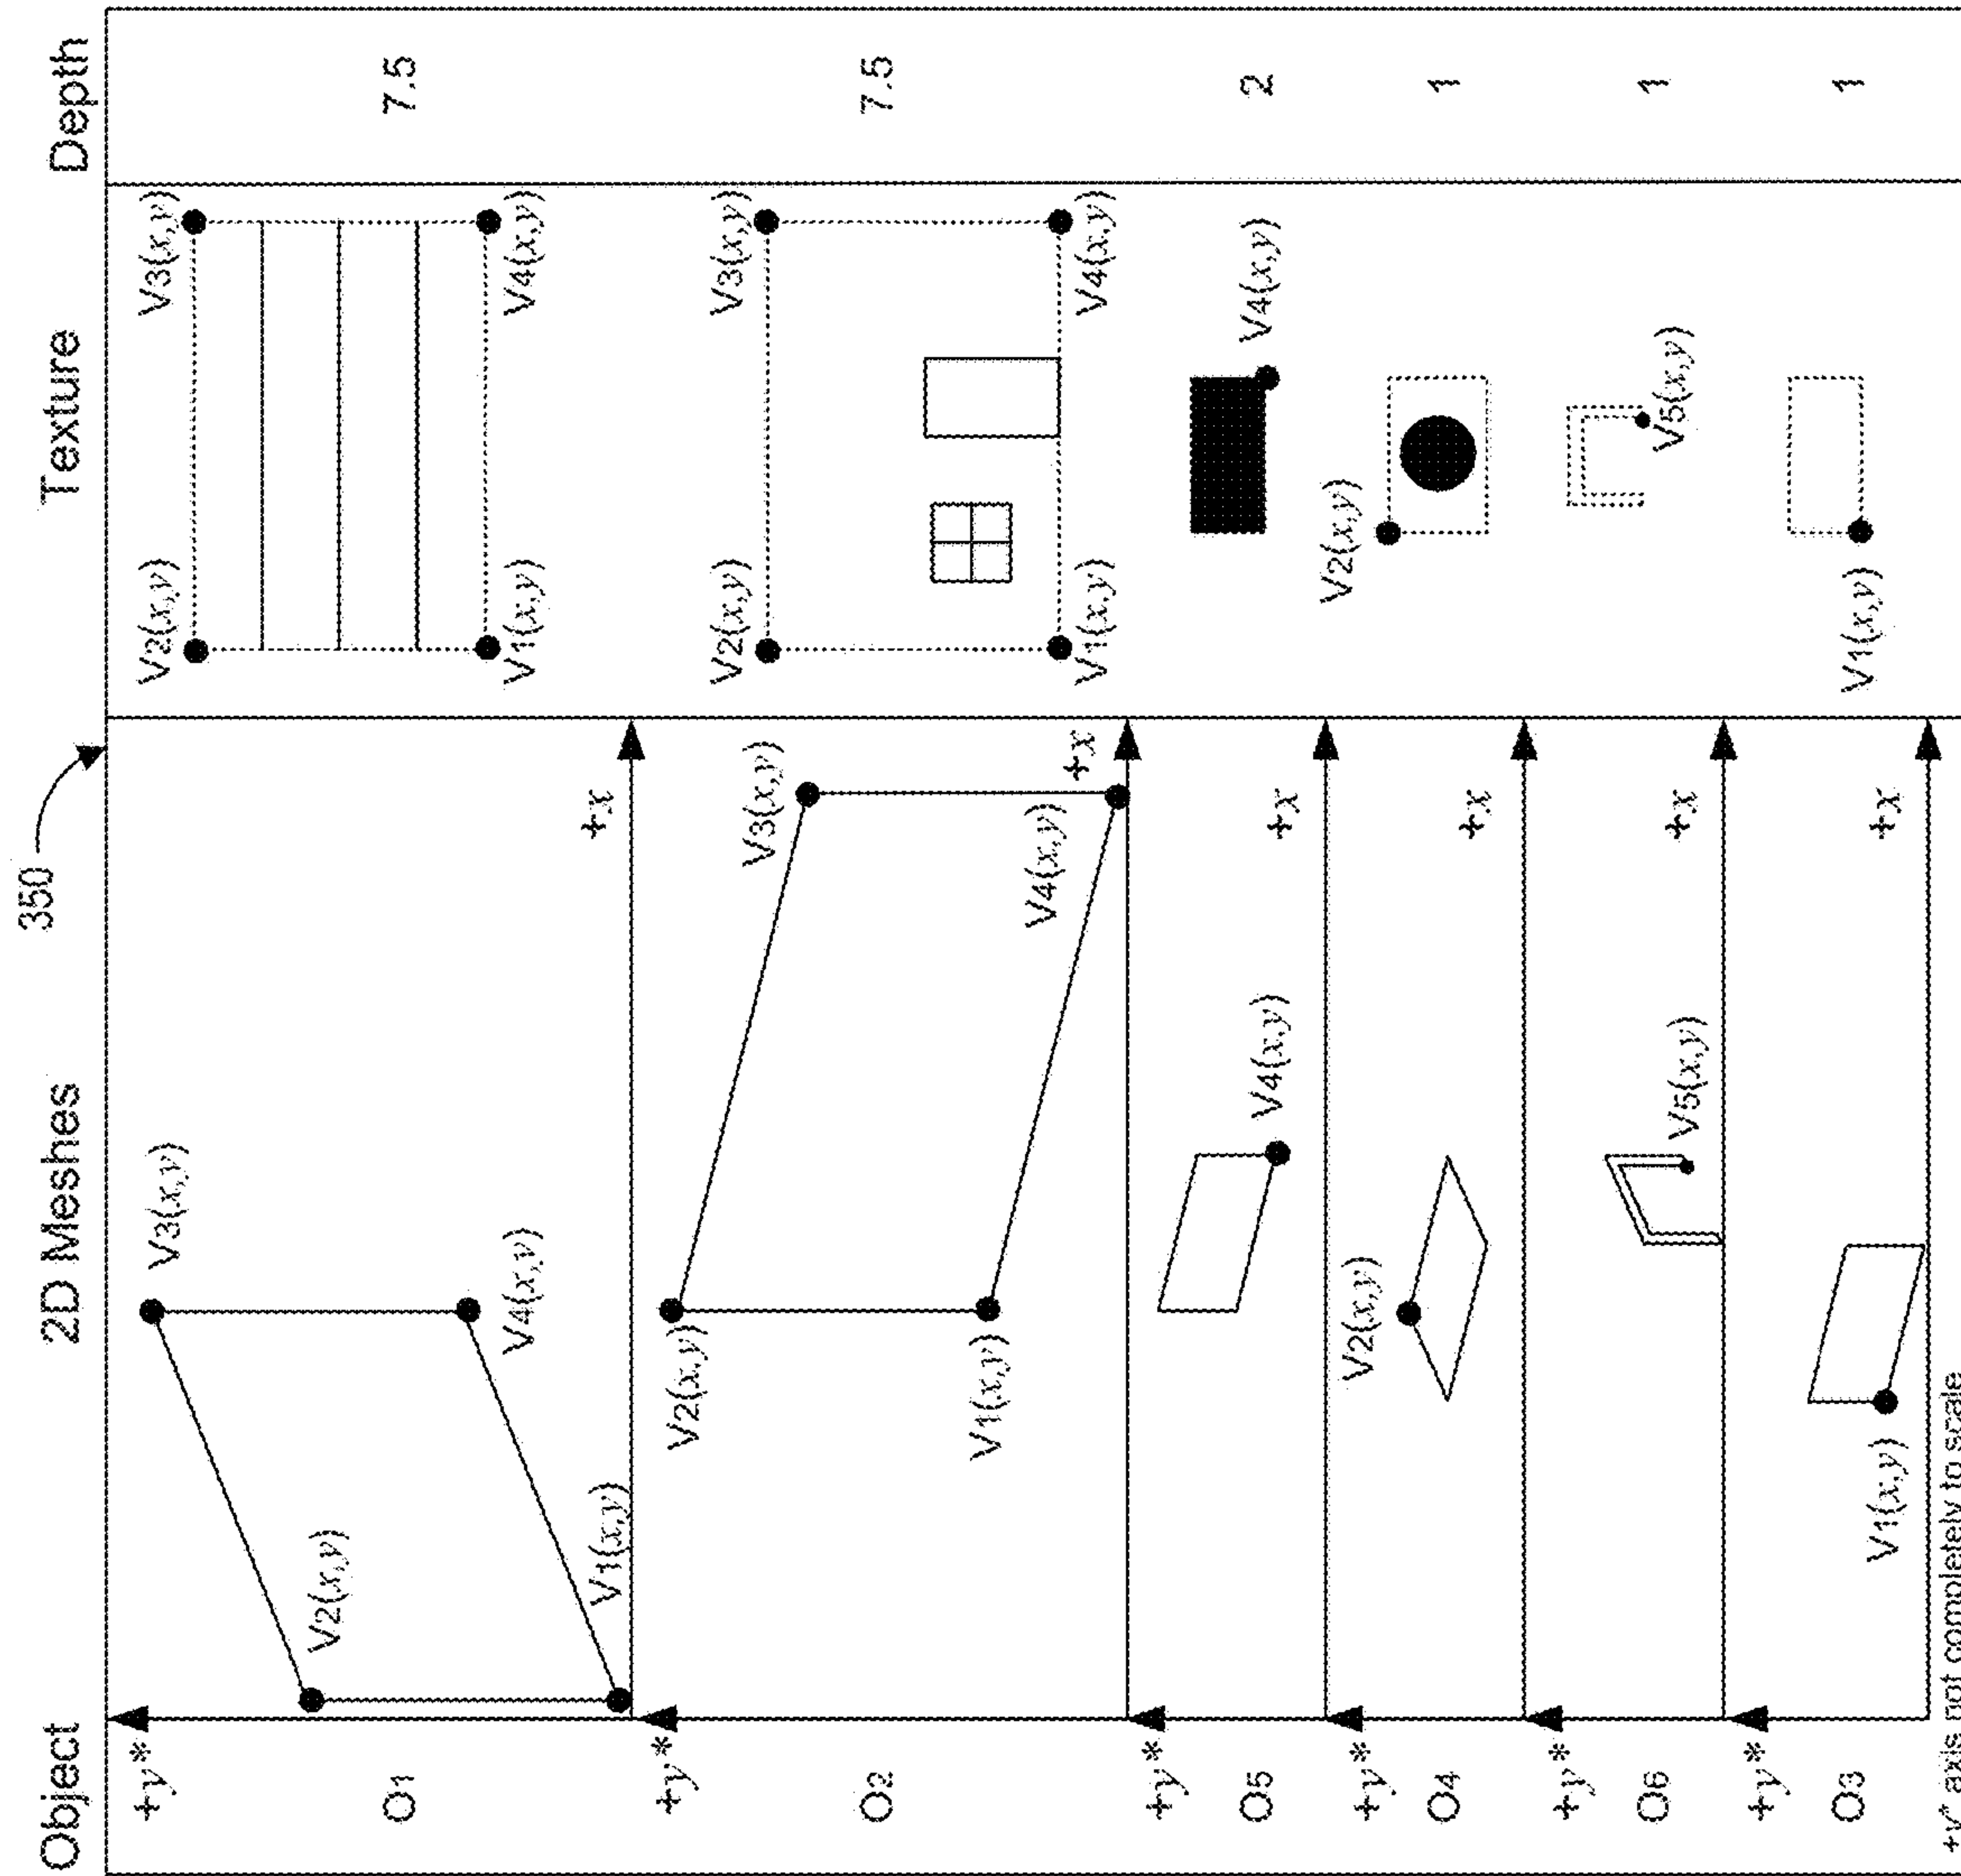 350
Object 2D Meshes Texture Depth
+y*
V3(x,y) V2(x,y) V3(x,y)
V2(x,y)
O1 7.5
V4(x,y) V1(x,y) V4(x,y)
V1(x,y) +x
+y*
V2(x,y) V3(x,y) V2(x,y) V3(x,y)
O2 7.5
V1(x,y) V4(x,y) +x V1(x,y) V4(x,y)
+y*
O5 V4(x,y) +x V4(x,y) 2
+y*
V2(x,y) V2(x,y)
O4 +x 1
+y*
O6 V5(x,y) +x V5(x,y) 1
+y*
O3 V1(x,y) +x V1(x,y) 1
+y* axis not completely to scale